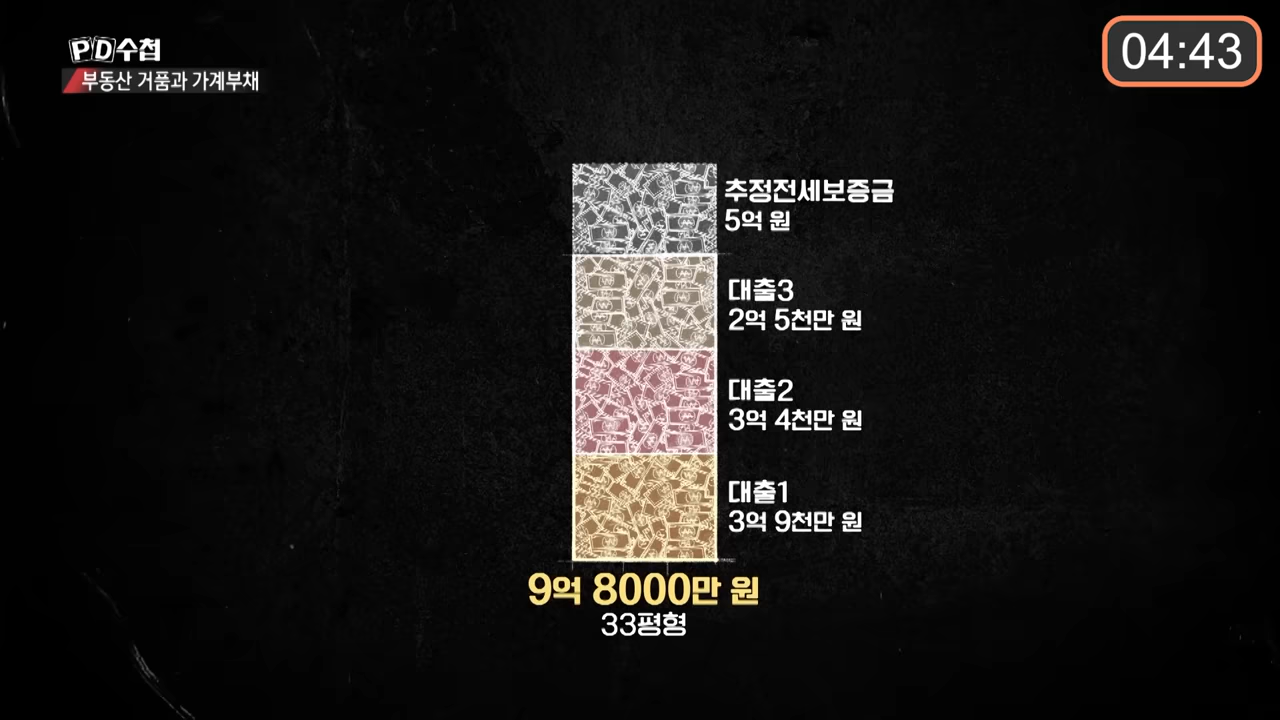 PD수첩
부동산 거품과 가계부채
04:43
추정전세보증금
5억 원
대출3
2억 5천만 원
대출2
3억 4천만 원
대출1
3억 9천만 원
9억 8000만 원
33평형